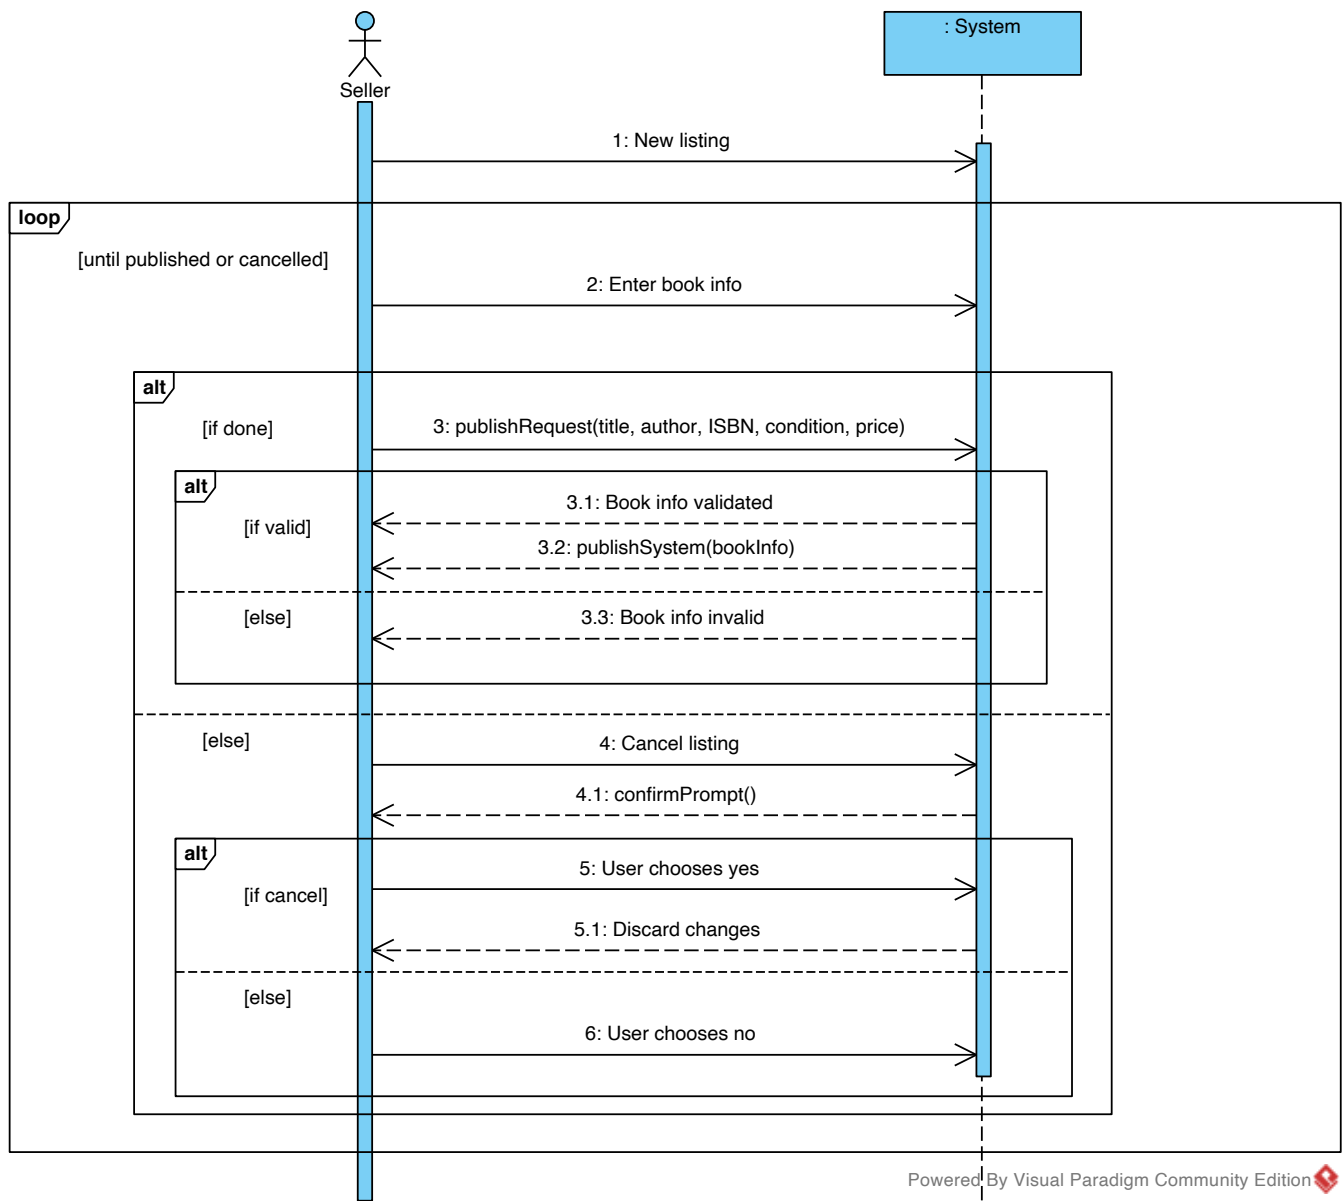 : System
Seller
1: New listing
loop
[until published or cancelled]
2: Enter book info
alt
[if done]
3: publishRequest(title, author, ISBN, condition, price)
alt
3.1: Book info validated
[if valid]
3.2: publishSystem(bookInfo)
[else]
3.3: Book info invalid
[else]
4: Cancel listing
4.1: confirmPrompt()
alt
5: User chooses yes
[if cancel]
5.1: Discard changes
[else]
6: User chooses no
Powered By Visual Paradigm Community Edition